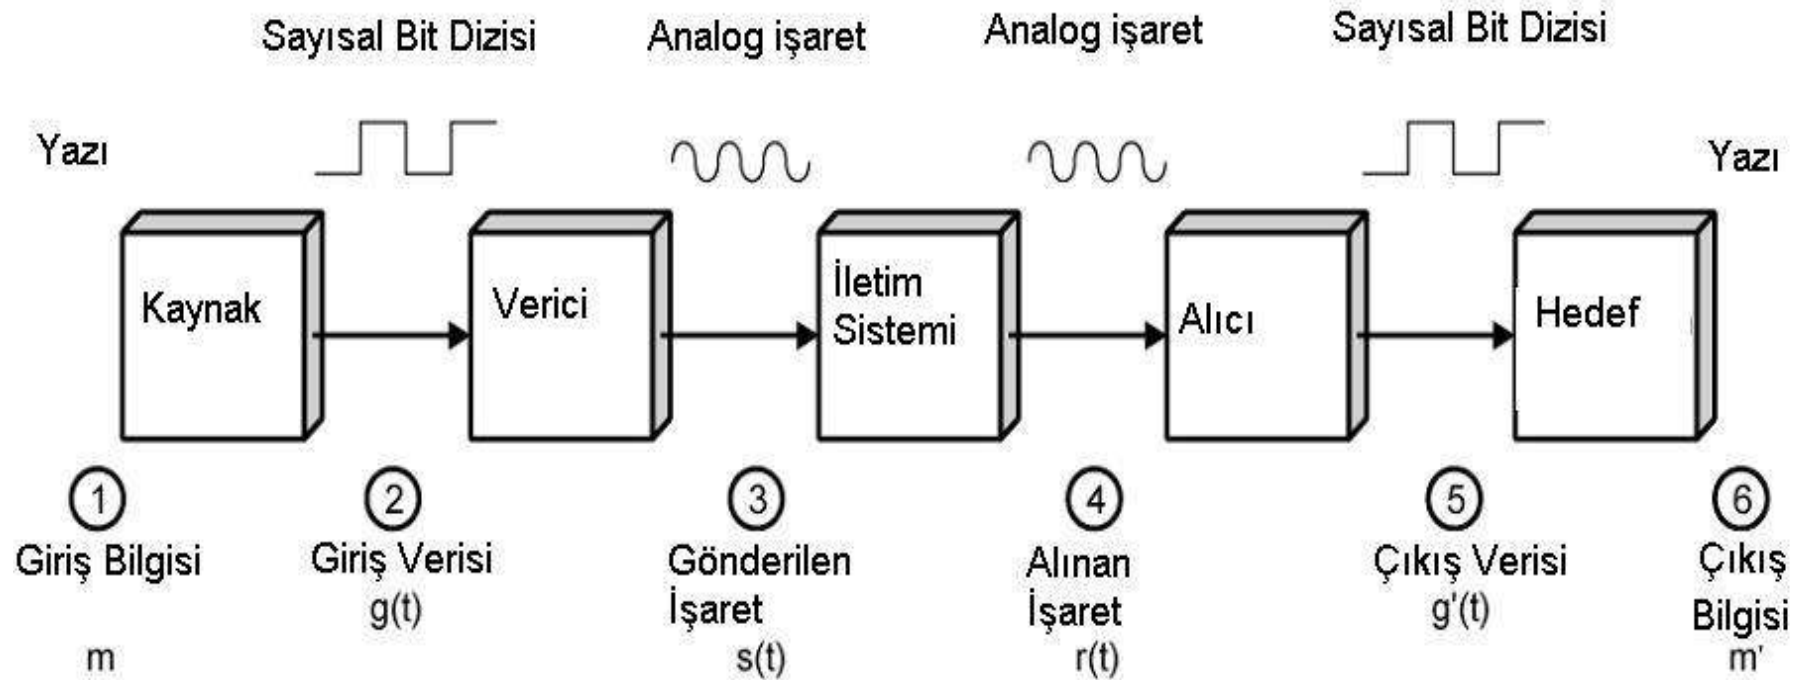 Sayısal Bit Dizisi
Analog işaret
Analog işaret
Sayısal Bit Dizisi
Yazı
Yazı
Kaynak
Verici
İletim
Sistemi
Alıcı
Hedef
1
Giriş Bilgisi
m
2
Giriş Verisi
g(t)
3
Gönderilen
İşaret
s(t)
4
Alınan
İşaret
r(t)
5
Çıkış Verisi
g'(t)
6
Çıkış
Bilgisi
m'